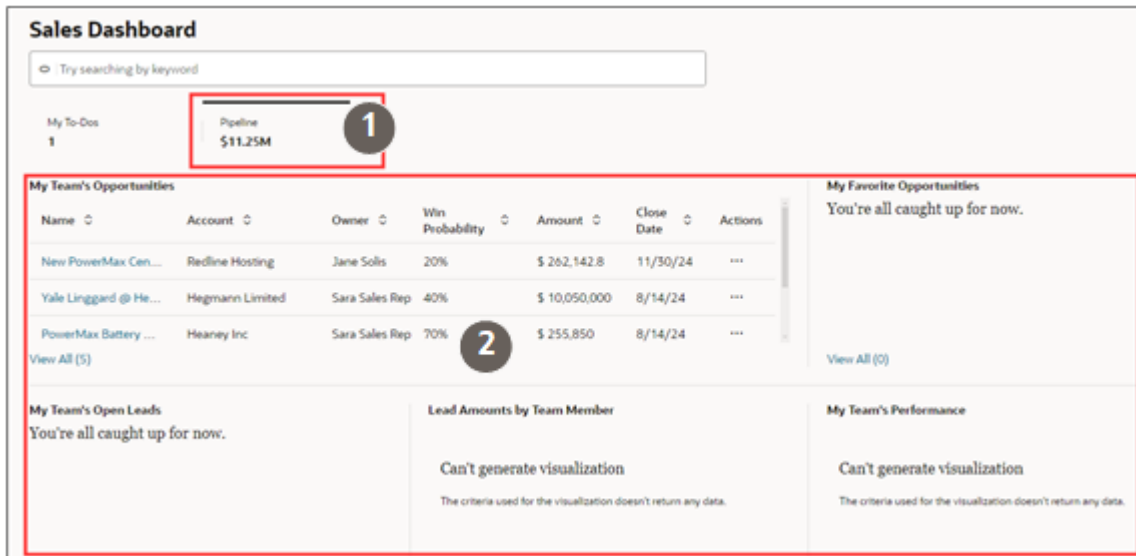 Sales Dashboard
Try searching by keyword
My To-Dos
1
Pipeline
$11.25M
1
My Team's Opportunities
Name Account Owner Win Probability Amount Close Date Actions
New PowerMax Cen... Redline Hosting Jane Solis 20% $ 262,142.8 11/30/24 ...
Yale Linggard @ He... Hegmann Limited Sara Sales Rep 40% $ 10,050,000 8/14/24 ...
PowerMax Battery .... Heaney Inc Sara Sales Rep 70% $ 255,850 8/14/24 ...
2
View All (5)
My Favorite Opportunities
You're all caught up for now.
View All (0)
My Team's Open Leads
You're all caught up for now.
Lead Amounts by Team Member
Can't generate visualization
The criteria used for the visualization doesn't return any data.
My Team's Performance
Can't generate visualization
The criteria used for the visualization doesn't return any data.